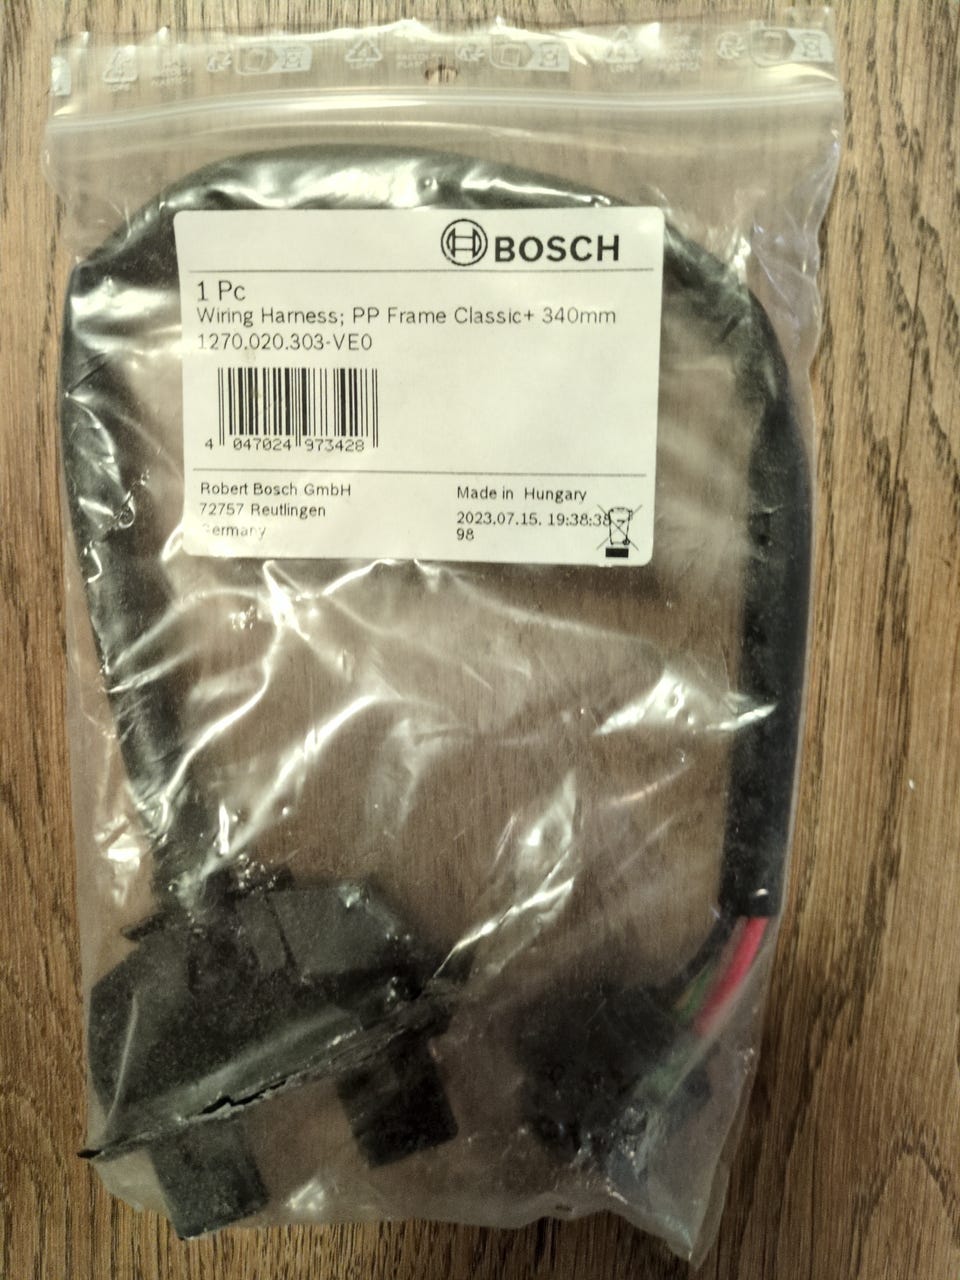 BOSCH
1 Pc
Wiring Harness; PP Frame Classic+ 340mm
1270.020.303-VE0
4 047024 973428
Robert Bosch GmbH
72757 Reutlingen
Germany
Made in Hungary
2023.07.15. 19:38:38
98